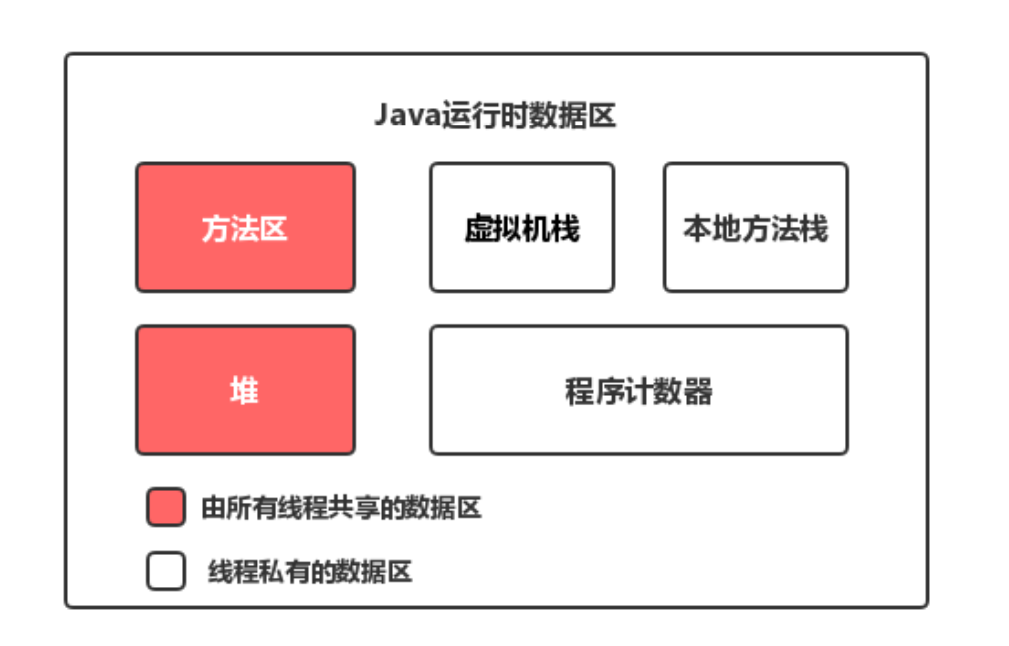 Java运行时数据区
方法区
虚拟机栈
本地方法栈
堆
程序计数器
由所有线程共享的数据区
线程私有的数据区